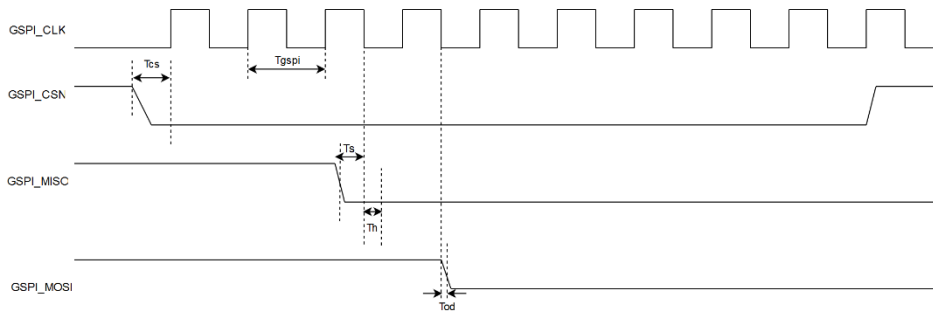 GSPI_CLK
Tgspi
Tcs
GSPI_CSN
Ts
GSPI_MISO
Th
GSPI_MOSI
Tod